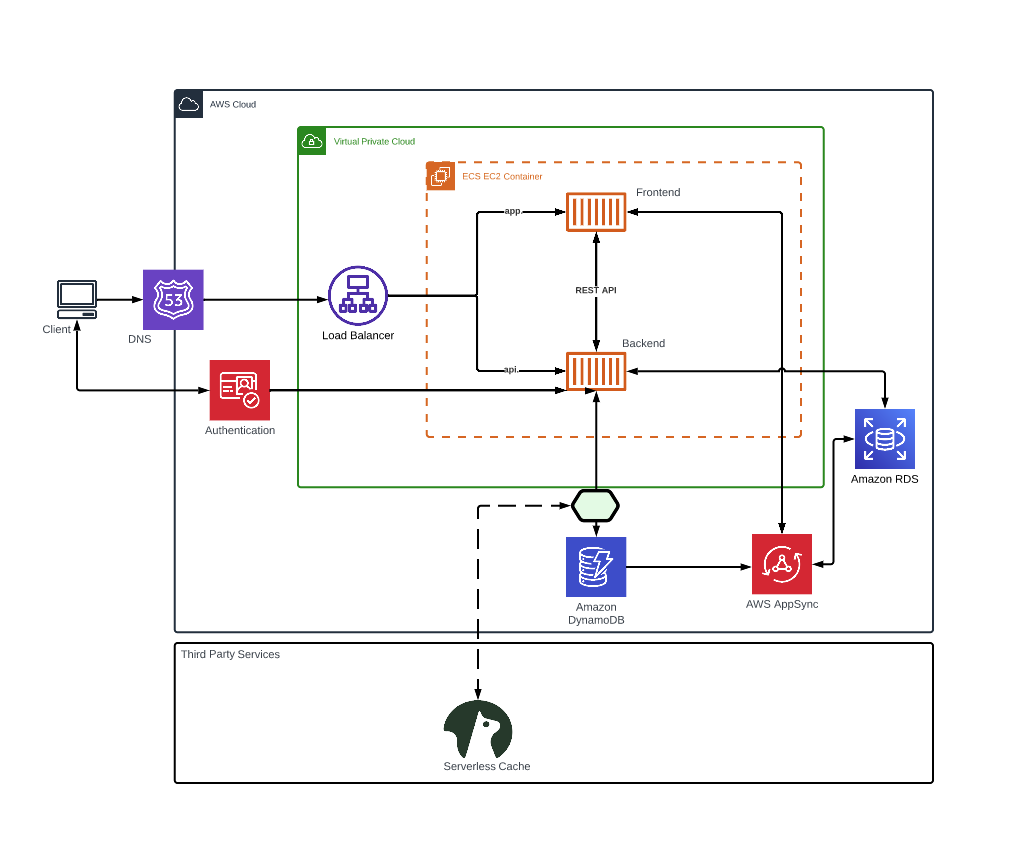 AWS Cloud
Virtual Private Cloud
ECS EC2 Container
Frontend
app.
REST API
53
Client
DNS
Load Balancer
Backend
api.
Authentication
Amazon RDS
Amazon
DynamoDB
AWS AppSync
Third Party Services
Serverless Cache